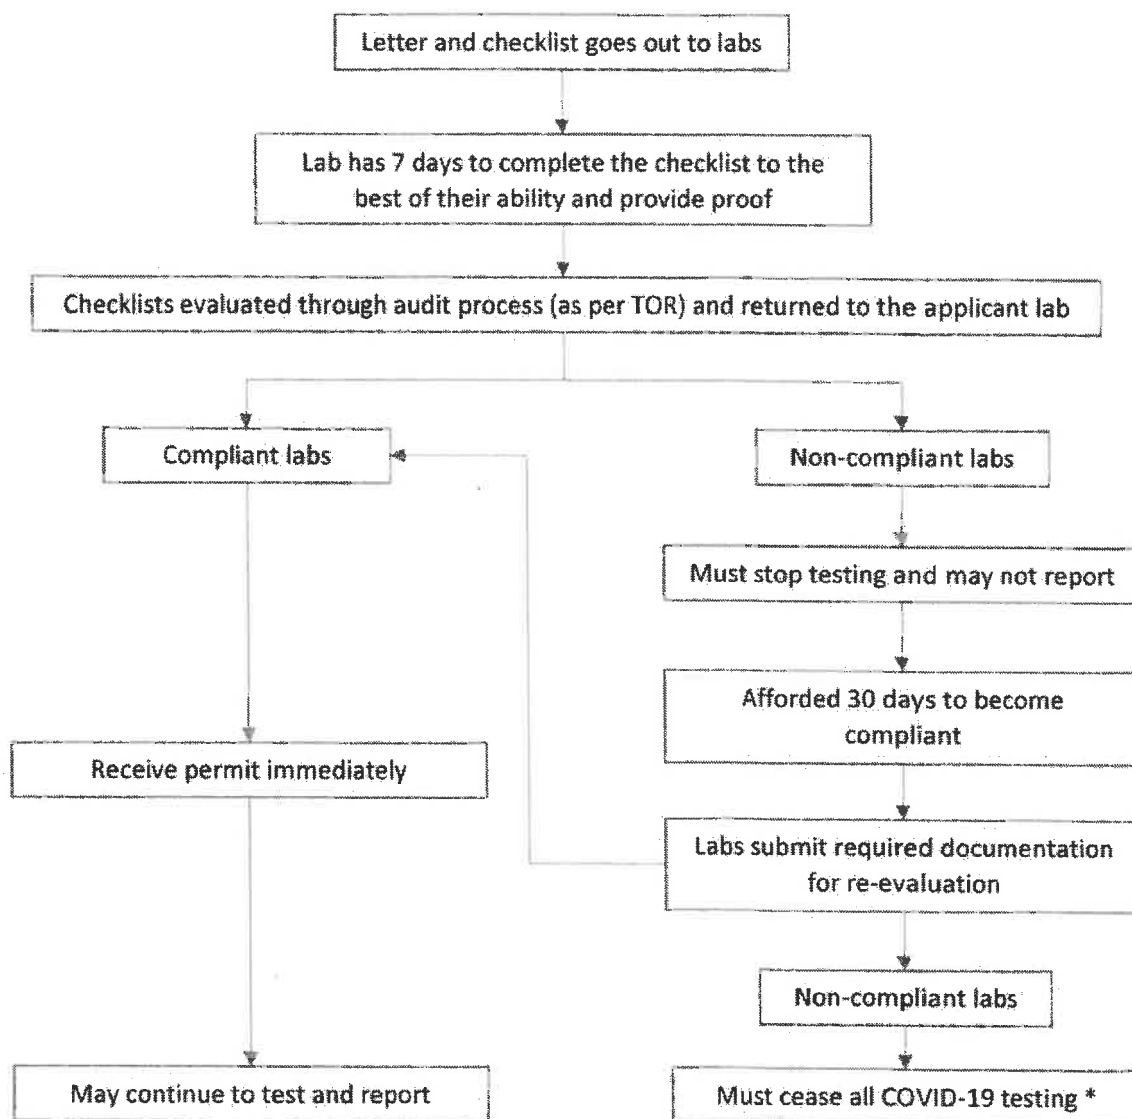 Letter and checklist goes out to labs
Lab has 7 days to complete the checklist to the
best of their ability and provide proof
Checklists evaluated through audit process (as per TOR) and returned to the applicant lab
Compliant labs
Non-compliant labs
Must stop testing and may not report
Afforded 30 days to become
compliant
Receive permit immediately
Labs submit required documentation
for re-evaluation
Non-compliant labs
May continue to test and report
Must cease all COVID-19 testing *